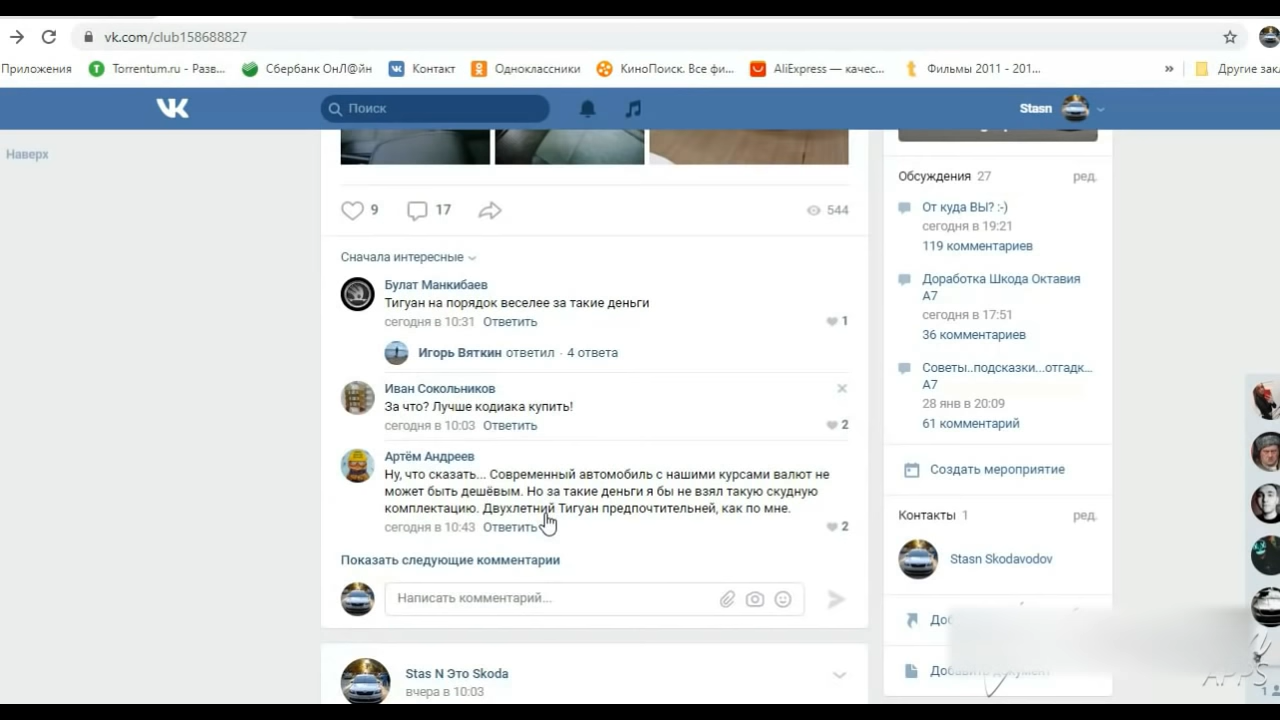 vk.com/club158688827
Приложения Torrentum.ru - Разв... Сбербанк ОнЛ@йн Контакт Одноклассники КиноПоиск. Все фи... AliExpress — качес... Фильмы 2011 - 201... » Другие зак
Поиск
Stasn
Наверх
9 17 544
Сначала интересные
Булат Манкибаев
Тигуан на порядок веселее за такие деньги
сегодня в 10:31 Ответить 1
Игорь Вяткин ответил · 4 ответа
Иван Сокольников
За что? Лучше кодиака купить!
сегодня в 10:03 Ответить 2
Артём Андреев
Ну, что сказать... Современный автомобиль с нашими курсами валют не
может быть дешёвым. Но за такие деньги я бы не взял такую скудную
комплектацию. Двухлетний Тигуан предпочтительней, как по мне.
сегодня в 10:43 Ответить 2
Показать следующие комментарии
Написать комментарий...
Stas N Это Skoda
вчера в 10:03
Обсуждения 27 ред.
От куда ВЫ? :-)
сегодня в 19:21
119 комментариев
Доработка Шкода Октавия
А7
сегодня в 17:51
36 комментариев
Советы..подсказки...отгадк...
А7
28 янв в 20:09
61 комментарий
Создать мероприятие
Контакты 1 ред.
Stasn Skodavodov
Добавить документ
APPS
1